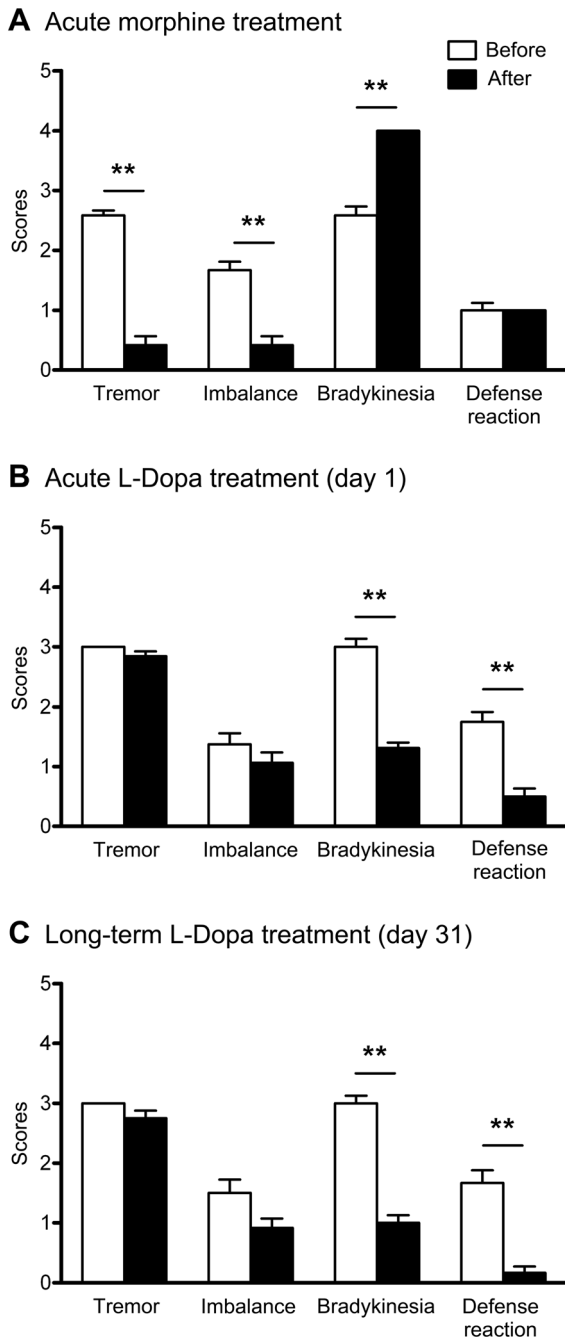 A Acute morphine treatment
Before
After
5
4
3
2
1
0
Scores
**
**
**
Tremor Imbalance Bradykinesia Defense
reaction
B Acute L-Dopa treatment (day 1)
5
4
3
2
1
0
Scores
**
**
Tremor Imbalance Bradykinesia Defense
reaction
C Long-term L-Dopa treatment (day 31)
5
4
3
2
1
0
Scores
**
**
Tremor Imbalance Bradykinesia Defense
reaction